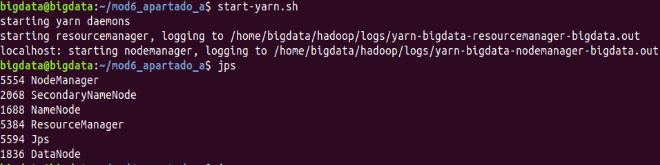 bigdata@bigdata:~/mod6_apartado_a$ start-yarn.sh
starting yarn daemons
starting resourcemanager, logging to /home/bigdata/hadoop/logs/yarn-bigdata-resourcemanager-bigdata.out
localhost: starting nodemanager, logging to /home/bigdata/hadoop/logs/yarn-bigdata-nodemanager-bigdata.out
bigdata@bigdata:~/mod6_apartado_a$ jps
5554 NodeManager
2068 SecondaryNameNode
1688 NameNode
5384 ResourceManager
5594 Jps
1836 DataNode